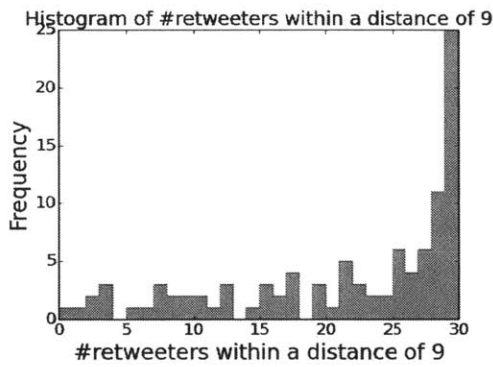 Histogram of #retweeters within a distance of 9
25
20
15
10
5
0
Frequency
0 5 10 15 20 25 30
#retweeters within a distance of 9